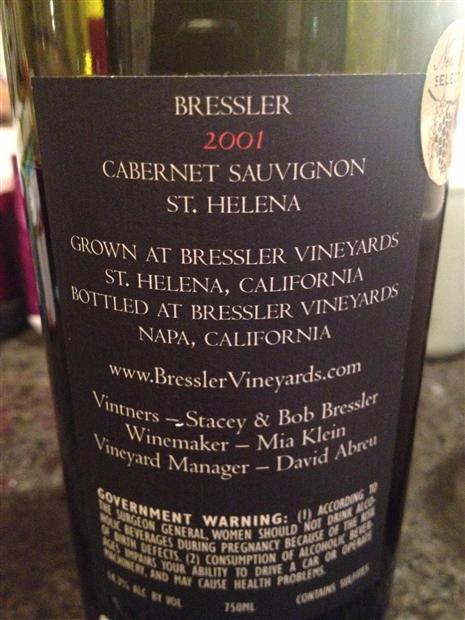 BRESSLER
2001
CABERNET SAUVIGNON
ST. HELENA
GROWN AT BRESSLER VINEYARDS
ST. HELENA, CALIFORNIA
BOTTLED AT BRESSLER VINEYARDS
NAPA, CALIFORNIA
www.BresslerVineyards.com
Vintners – Stacey & Bob Bressler
Winemaker – Mia Klein
Vineyard Manager – David Abreu
GOVERNMENT WARNING: (1) ACCORDING TO
THE SURGEON GENERAL, WOMEN SHOULD NOT DRINK ALCO-
HOLIC BEVERAGES DURING PREGNANCY BECAUSE OF THE RISK
OF BIRTH DEFECTS. (2) CONSUMPTION OF ALCOHOLIC BEVER-
AGES IMPAIRS YOUR ABILITY TO DRIVE A CAR OR OPERATE
MACHINERY, AND MAY CAUSE HEALTH PROBLEMS.
ALC BY VOL 750ML CONTAINS SULFITES
SELECT